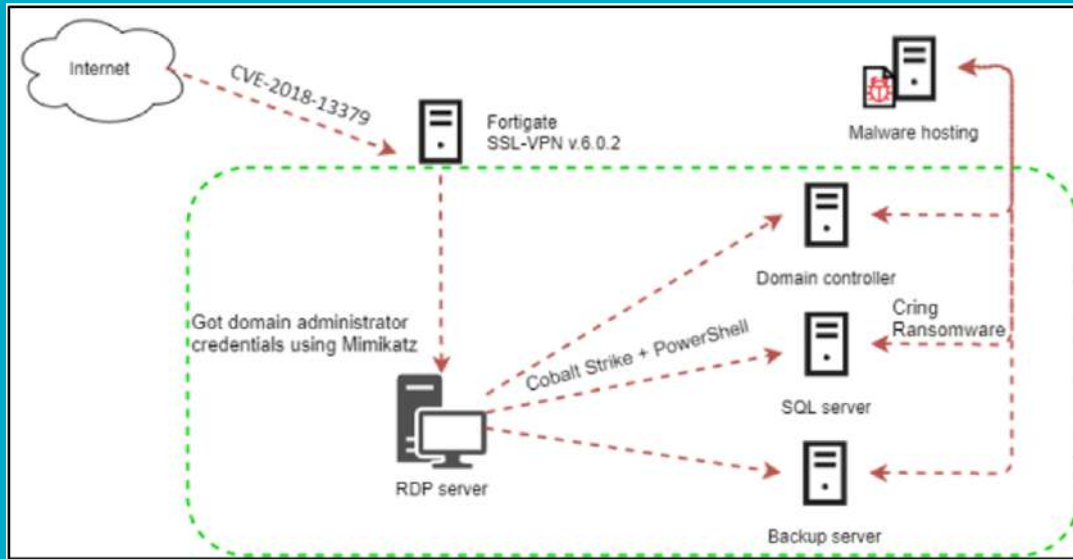 Internet
CVE-2018-13379
Fortigate
SSL-VPN v.6.0.2
Malware hosting
Domain controller
Got domain administrator
credentials using Mimikatz
Cobalt Strike + PowerShell
Cring
Ransomware
SQL server
RDP server
Backup server